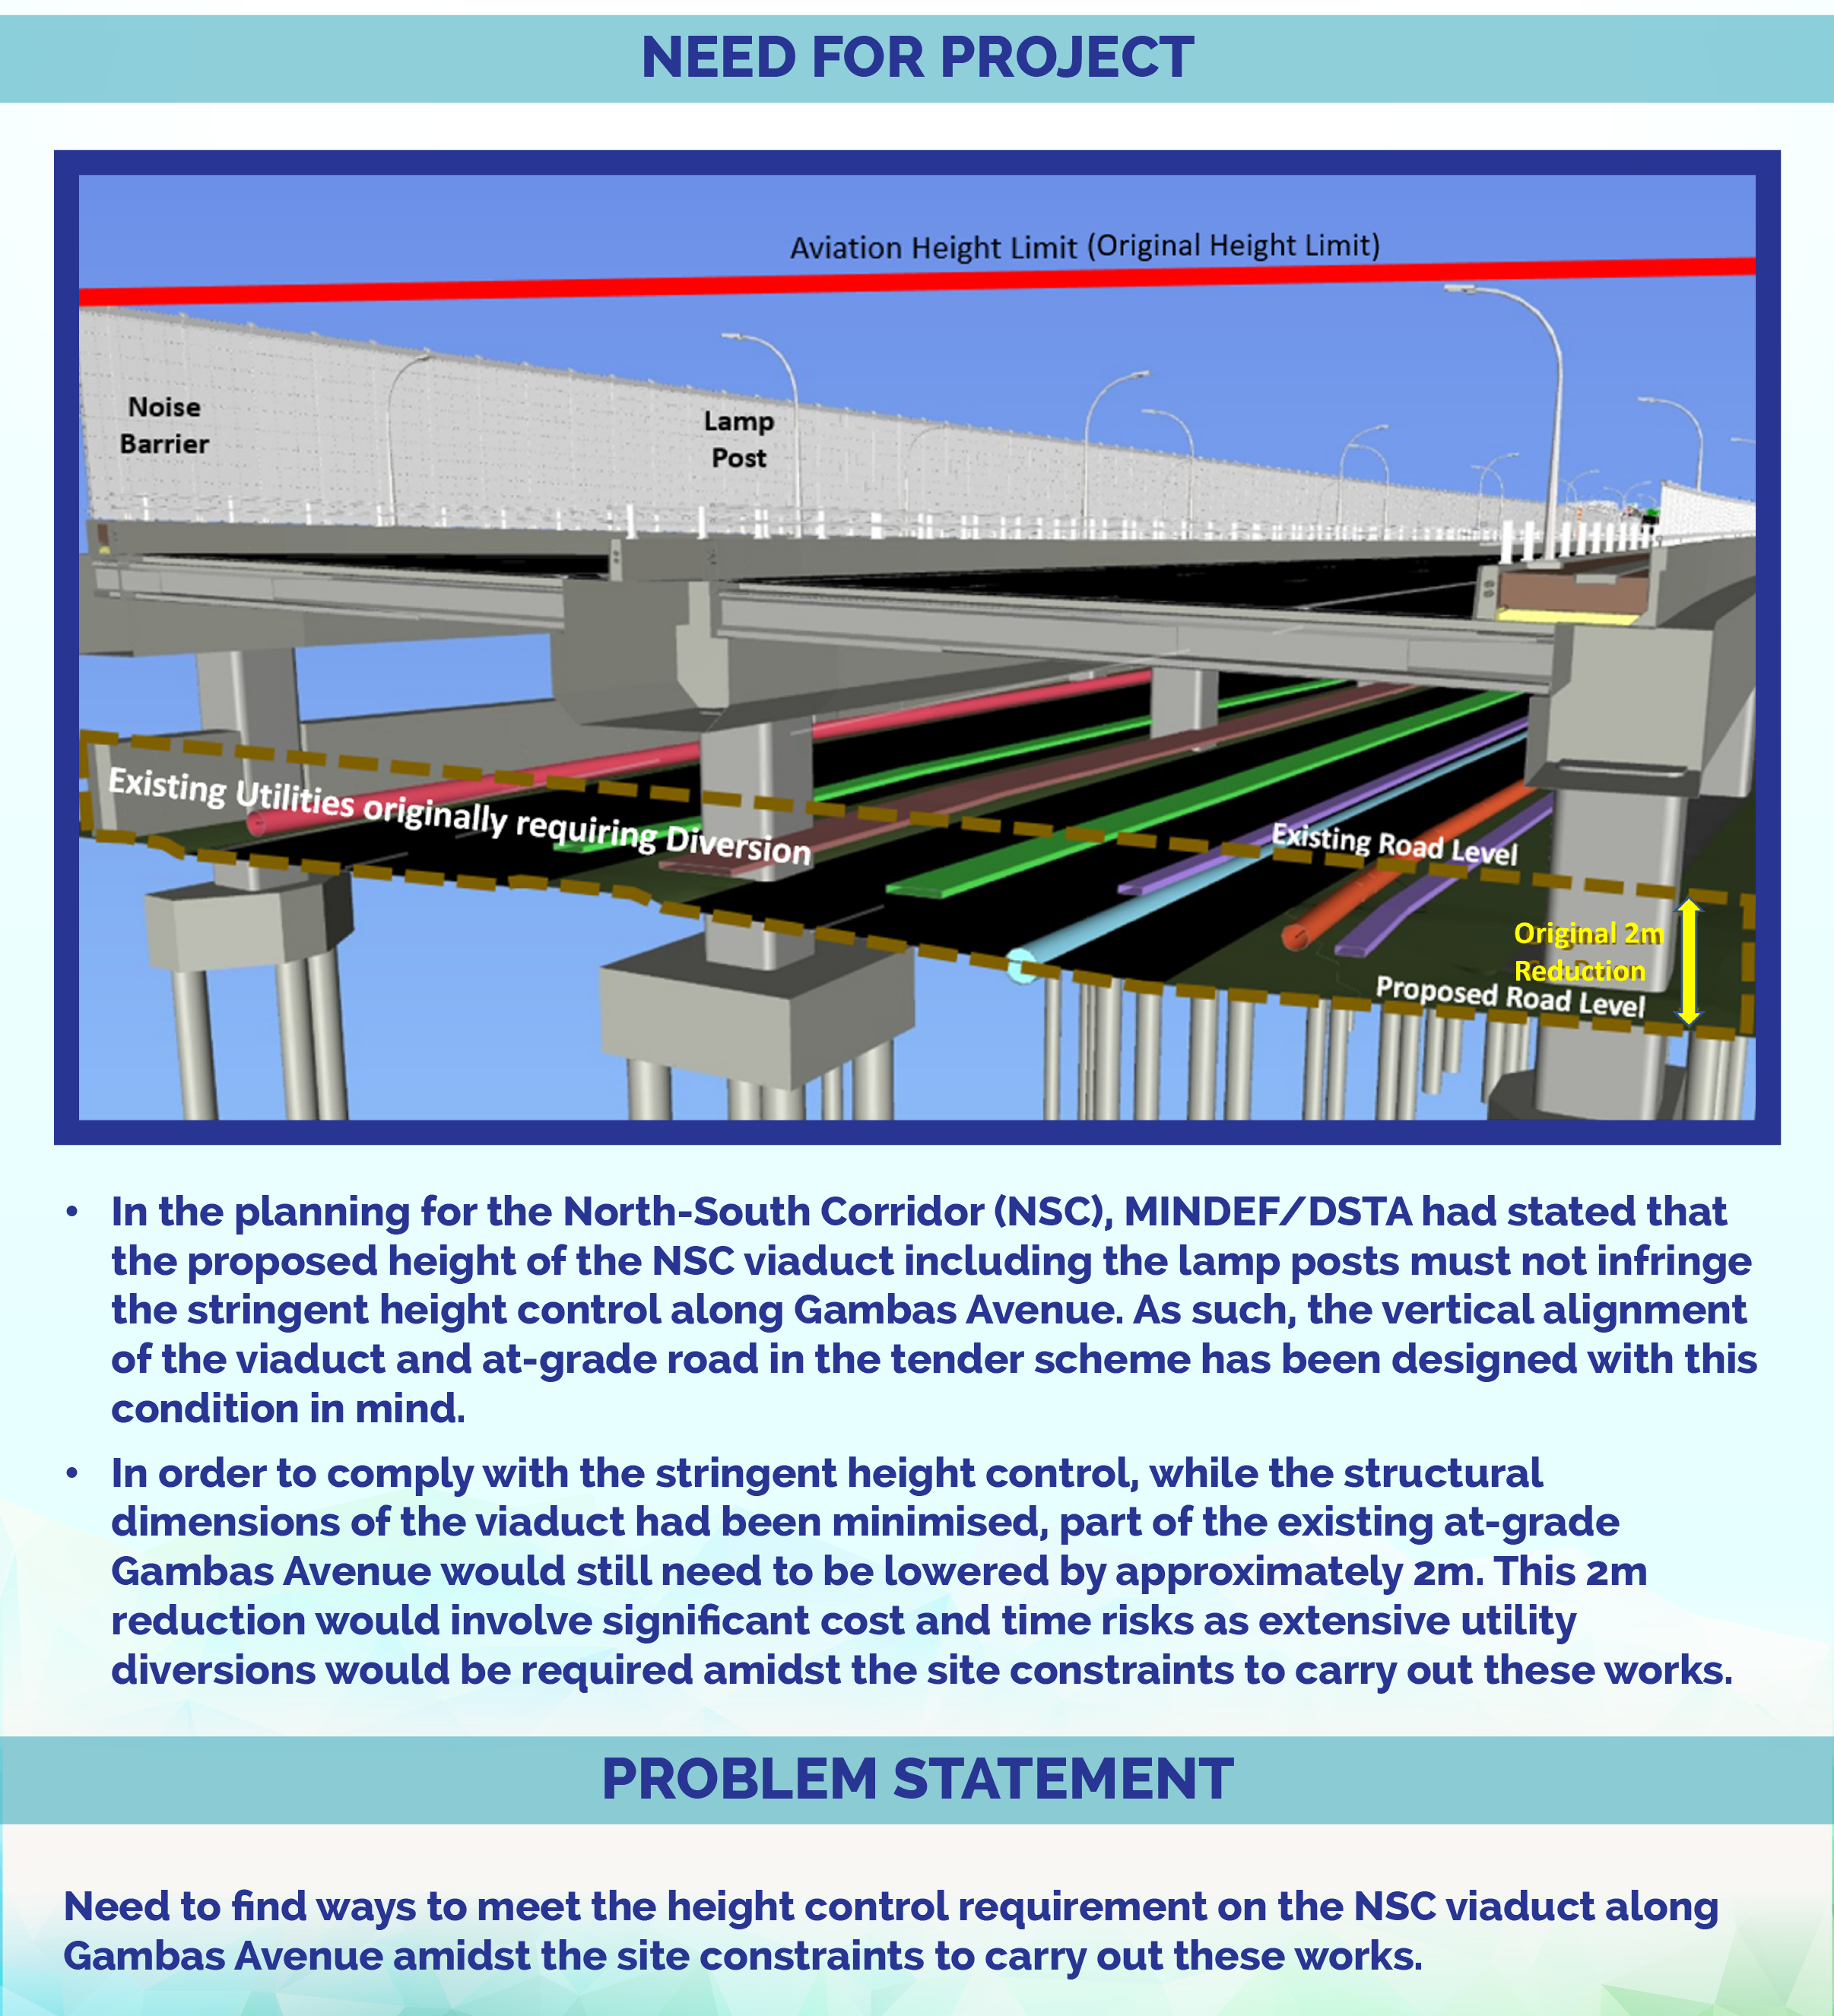 NEED FOR PROJECT
Aviation Height Limit (Original Height Limit)
Noise
Barrier
Lamp
Post
Existing Utilities originally requiring Diversion
Existing Road Level
Original 2m
Reduction
Proposed Road Level
• In the planning for the North-South Corridor (NSC), MINDEF/DSTA had stated that
the proposed height of the NSC viaduct including the lamp posts must not infringe
the stringent height control along Gambas Avenue. As such, the vertical alignment
of the viaduct and at-grade road in the tender scheme has been designed with this
condition in mind.
• In order to comply with the stringent height control, while the structural
dimensions of the viaduct had been minimised, part of the existing at-grade
Gambas Avenue would still need to be lowered by approximately 2m. This 2m
reduction would involve significant cost and time risks as extensive utility
diversions would be required amidst the site constraints to carry out these works.
PROBLEM STATEMENT
Need to find ways to meet the height control requirement on the NSC viaduct along
Gambas Avenue amidst the site constraints to carry out these works.